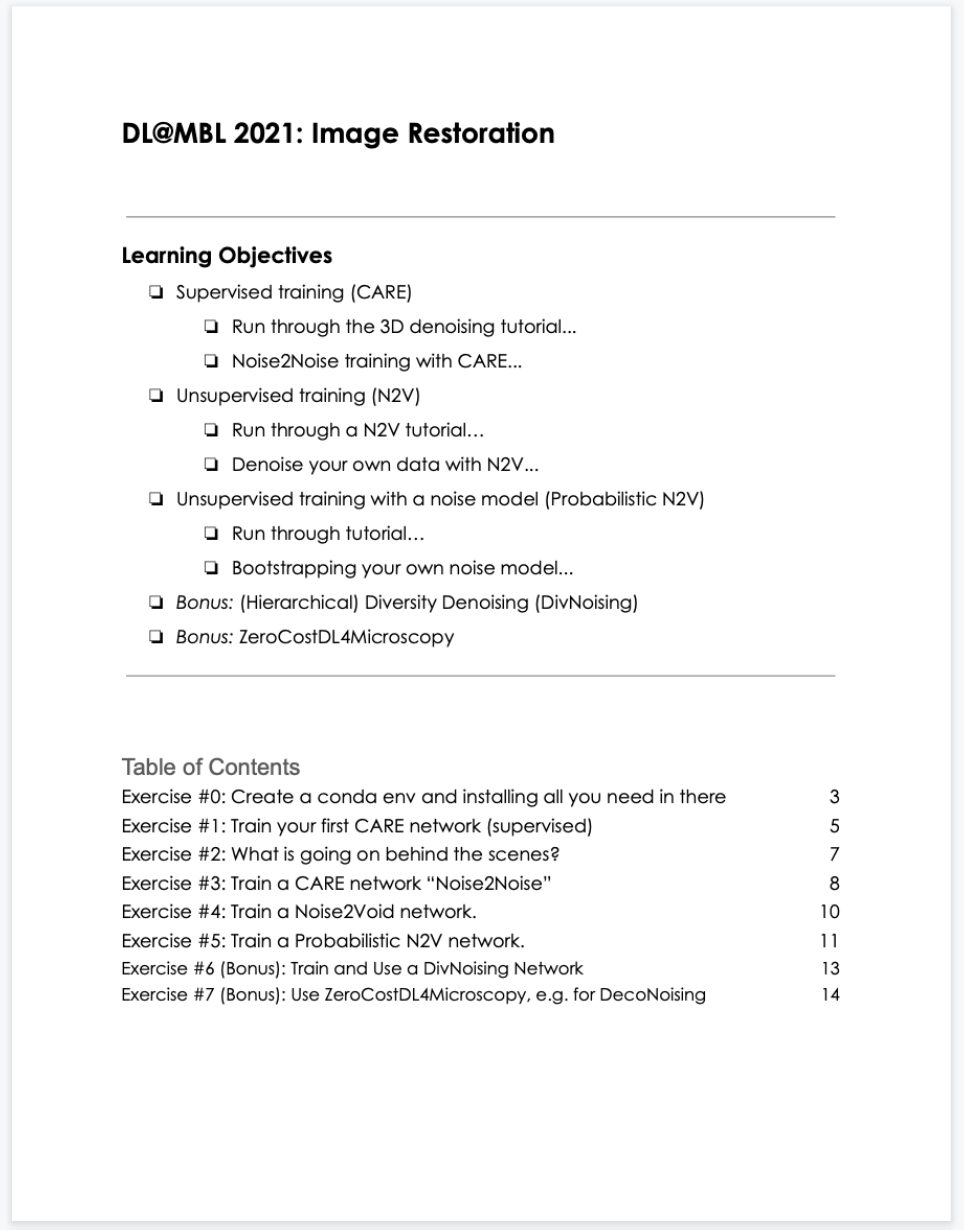 DL@MBL 2021: Image Restoration
Learning Objectives
❏ Supervised training (CARE)
❏ Run through the 3D denoising tutorial...
❏ Noise2Noise training with CARE...
❏ Unsupervised training (N2V)
❏ Run through a N2V tutorial…
❏ Denoise your own data with N2V...
❏ Unsupervised training with a noise model (Probabilistic N2V)
❏ Run through tutorial…
❏ Bootstrapping your own noise model...
❏ Bonus: (Hierarchical) Diversity Denoising (DivNoising)
❏ Bonus: ZeroCostDL4Microscopy
Table of Contents
Exercise #0: Create a conda env and installing all you need in there 3
Exercise #1: Train your first CARE network (supervised) 5
Exercise #2: What is going on behind the scenes? 7
Exercise #3: Train a CARE network “Noise2Noise” 8
Exercise #4: Train a Noise2Void network. 10
Exercise #5: Train a Probabilistic N2V network. 11
Exercise #6 (Bonus): Train and Use a DivNoising Network 13
Exercise #7 (Bonus): Use ZeroCostDL4Microscopy, e.g. for DecoNoising 14